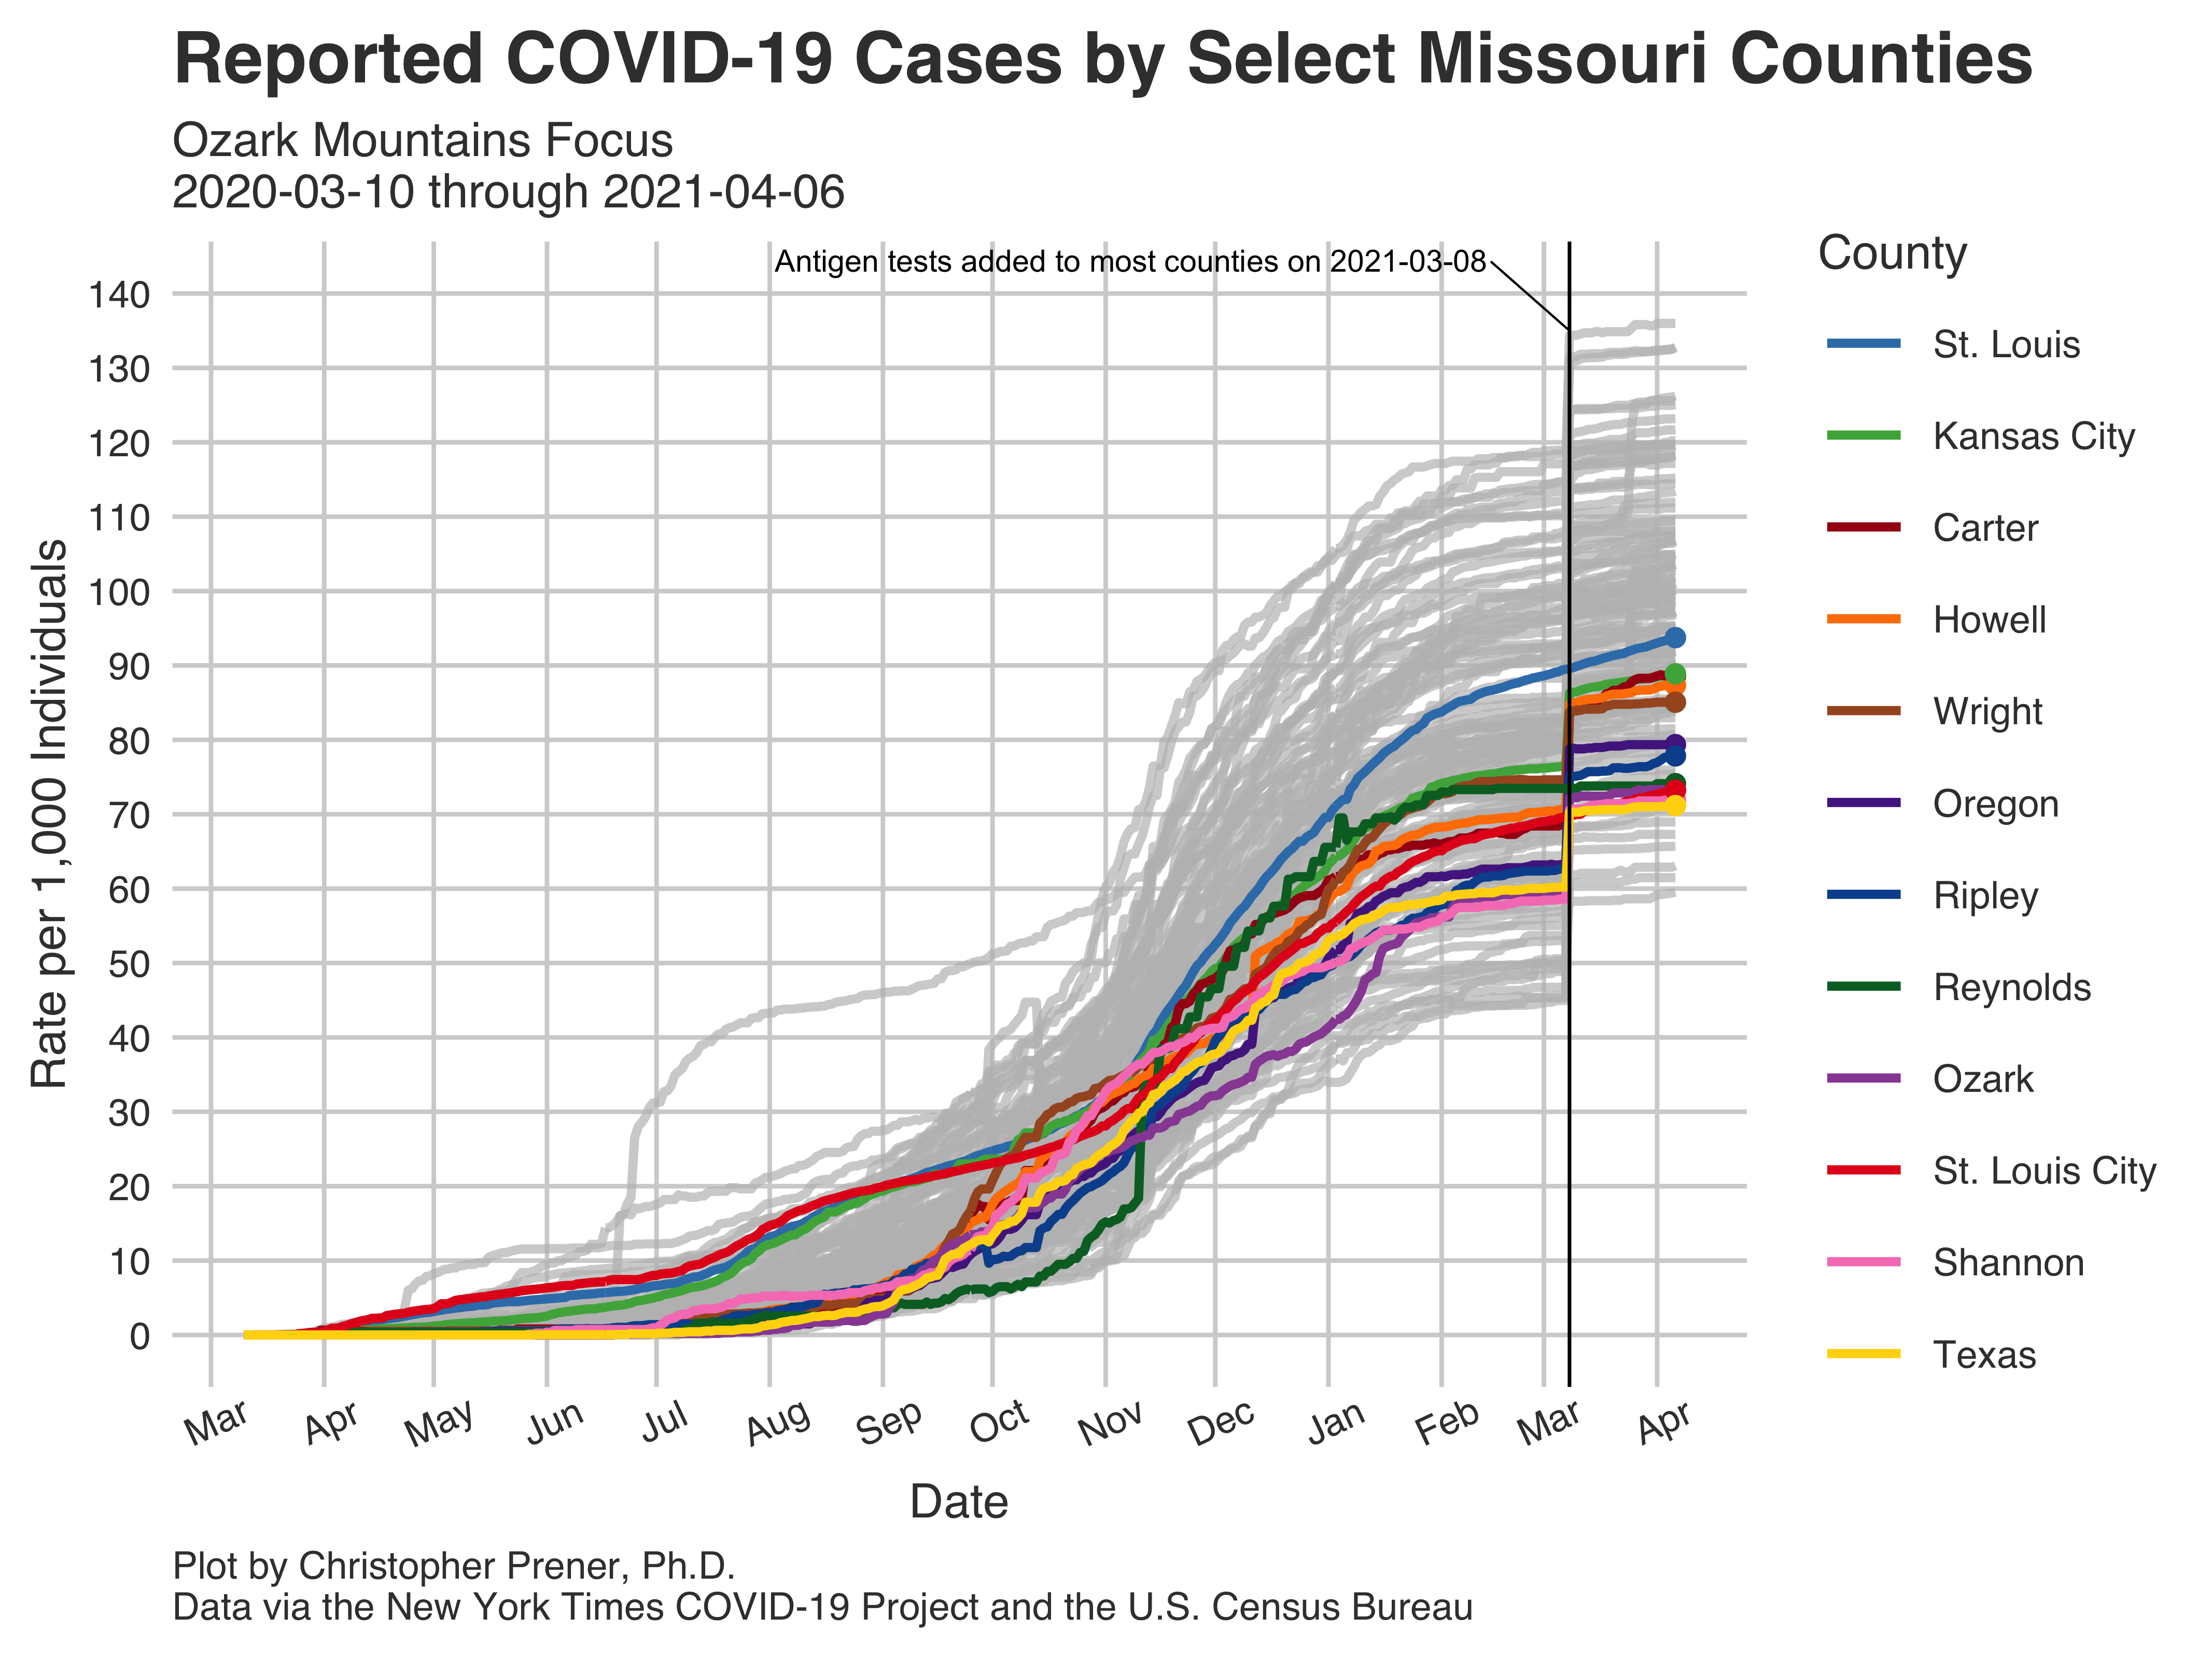 Reported COVID-19 Cases by Select Missouri Counties
Ozark Mountains Focus
2020-03-10 through 2021-04-06
Antigen tests added to most counties on 2021-03-08
140
130
120
110
100
90
80
70
60
50
40
30
20
10
0
Rate per 1,000 Individuals
Mar
Apr
May
Jun
Jul
Aug
Sep
Oct
Nov
Dec
Jan
Feb
Mar
Apr
Date
County
St. Louis
Kansas City
Carter
Howell
Wright
Oregon
Ripley
Reynolds
Ozark
St. Louis City
Shannon
Texas
Plot by Christopher Prener, Ph.D.
Data via the New York Times COVID-19 Project and the U.S. Census Bureau